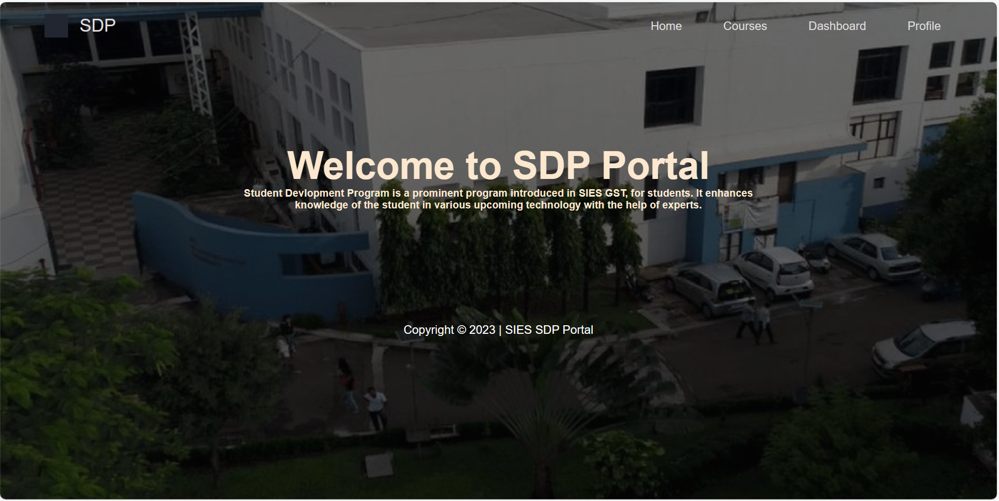 SDP
Home
Courses
Dashboard
Profile
Welcome to SDP Portal
Student Devlopment Program is a prominent program introduced in SIES GST, for students. It enhances
knowledge of the student in various upcoming technology with the help of experts.
Copyright © 2023 | SIES SDP Portal